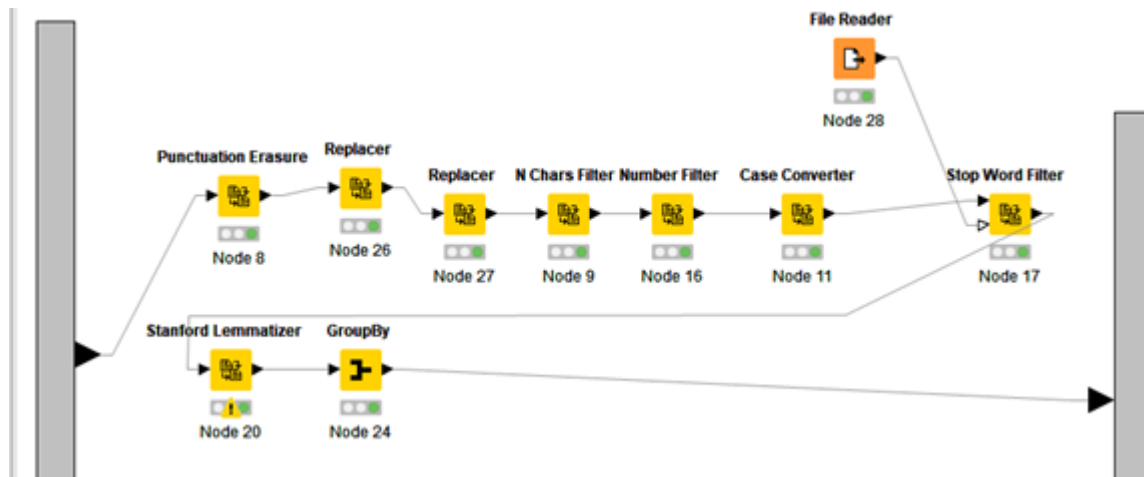 File Reader
Node 28
Punctuation Erasure
Replacer
Replacer
N Chars Filter
Number Filter
Case Converter
Stop Word Filter
Node 8
Node 26
Node 27
Node 9
Node 16
Node 11
Node 17
Stanford Lemmatizer
GroupBy
Node 20
Node 24